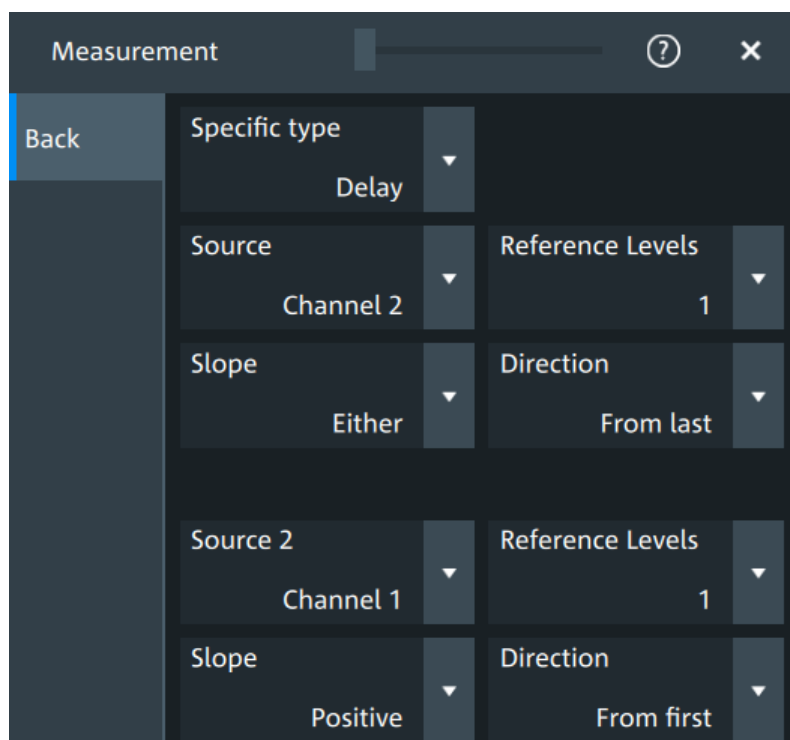 Measurement ? ×
Back
Specific type
Delay
Source
Channel 2
Reference Levels
1
Slope
Either
Direction
From last
Source 2
Channel 1
Reference Levels
1
Slope
Positive
Direction
From first